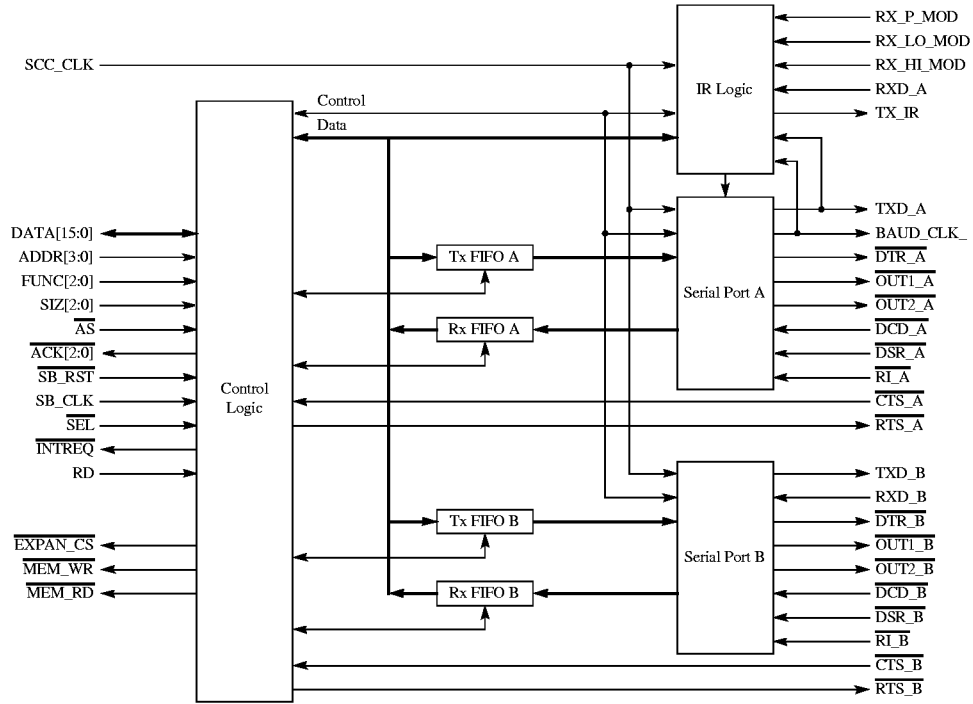 RX_P_MOD
RX_LO_MOD
SCC_CLK
RX_HI_MOD
IR Logic
RXD_A
Control
TX_IR
Data
TXD_A
DATA[15:0]
BAUD_CLK_
ADDR[3:0]
Tx FIFO A
DTR_A
FUNC[2:0]
OUT1_A
Serial Port A
SIZ[2:0]
OUT2_A
AS
Rx FIFO A
DCD_A
ACK[2:0]
DSR_A
SB_RST
RI_A
Control
Logic
SB_CLK
CTS_A
SEL
RTS_A
INTREQ
RD
TXD_B
RXD_B
Tx FIFO B
DTR_B
EXPAN_CS
OUT1_B
Serial Port B
MEM_WR
OUT2_B
MEM_RD
Rx FIFO B
DCD_B
DSR_B
RI_B
CTS_B
RTS_B